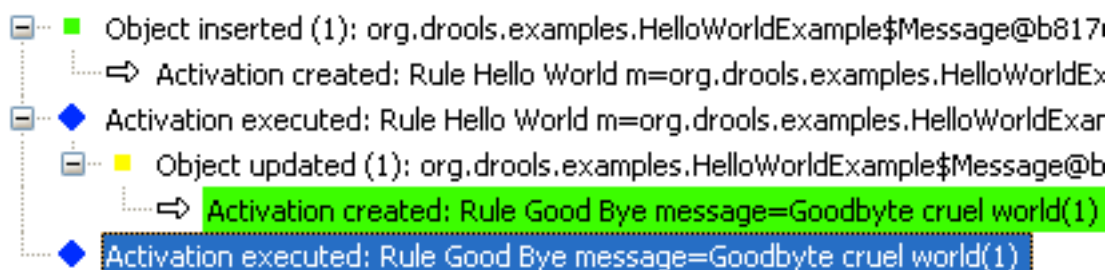 Object inserted (1): org.drools.examples.HelloWorldExample$Message@b817
Activation created: Rule Hello World m=org.drools.examples.HelloWorldEx
Activation executed: Rule Hello World m=org.drools.examples.HelloWorldExar
Object updated (1): org.drools.examples.HelloWorldExample$Message@b
Activation created: Rule Good Bye message=Goodbyte cruel world(1)
Activation executed: Rule Good Bye message=Goodbyte cruel world(1)